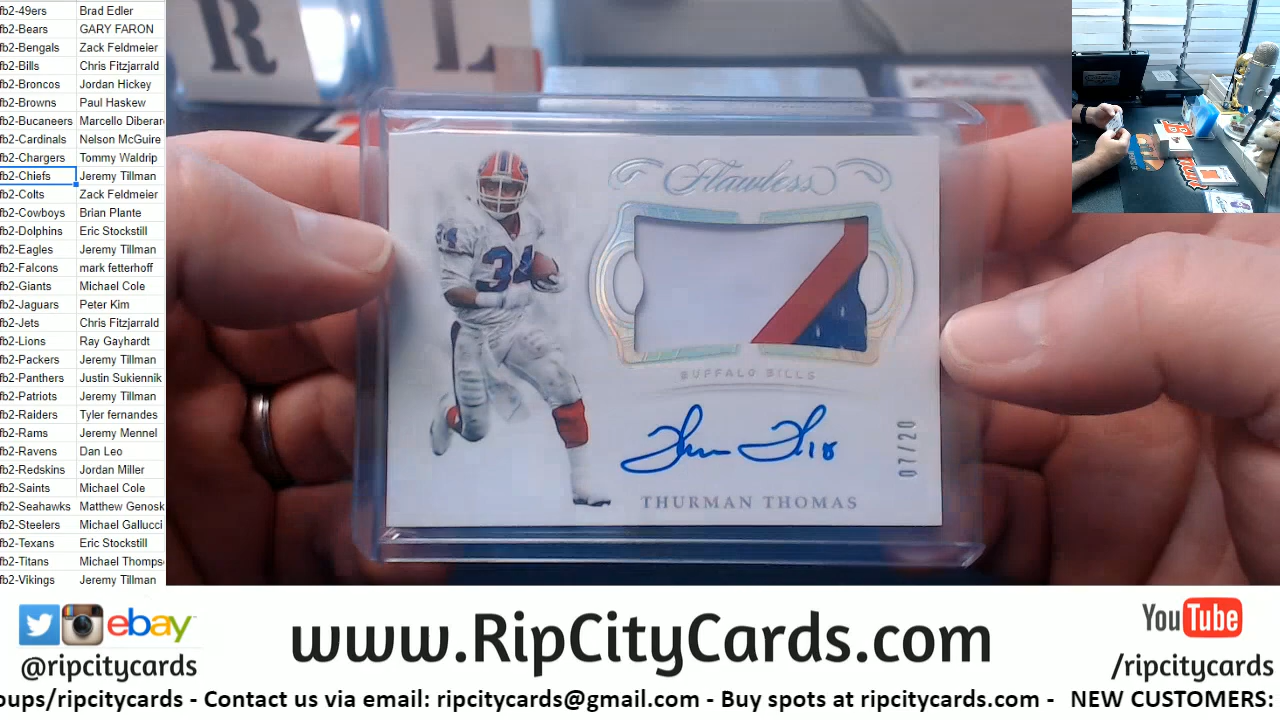 fb2-49ers Brad Edler
fb2-Bears GARY FARON
fb2-Bengals Zack Feldmeier
fb2-Bills Chris Fitzjarrald
fb2-Broncos Jordan Hickey
fb2-Browns Paul Haskew
fb2-Bucaneers Marcello Diberar
fb2-Cardinals Nelson McGuire
fb2-Chargers Tommy Waldrip
fb2-Chiefs Jeremy Tillman
fb2-Colts Zack Feldmeier
fb2-Cowboys Brian Plante
fb2-Dolphins Eric Stockstill
fb2-Eagles Jeremy Tillman
fb2-Falcons mark fetterhoff
fb2-Giants Michael Cole
fb2-Jaguars Peter Kim
fb2-Jets Chris Fitzjarrald
fb2-Lions Ray Gayhardt
fb2-Packers Jeremy Tillman
fb2-Panthers Justin Sukiennik
fb2-Patriots Jeremy Tillman
fb2-Raiders Tyler fernandes
fb2-Rams Jeremy Mennel
fb2-Ravens Dan Leo
fb2-Redskins Jordan Miller
fb2-Saints Michael Cole
fb2-Seahawks Matthew Genosk
fb2-Steelers Michael Gallucci
fb2-Texans Eric Stockstill
fb2-Titans Michael Thomps
fb2-Vikings Jeremy Tillman
R L
Flawless
34
34
BUFFALO BILLS
07/20
THURMAN THOMAS
ebay
@ripcitycards
www.RipCityCards.com
YouTube
/ripcitycards
oups/ripcitycards - Contact us via email: ripcitycards@gmail.com - Buy spots at ripcitycards.com - NEW CUSTOMERS: